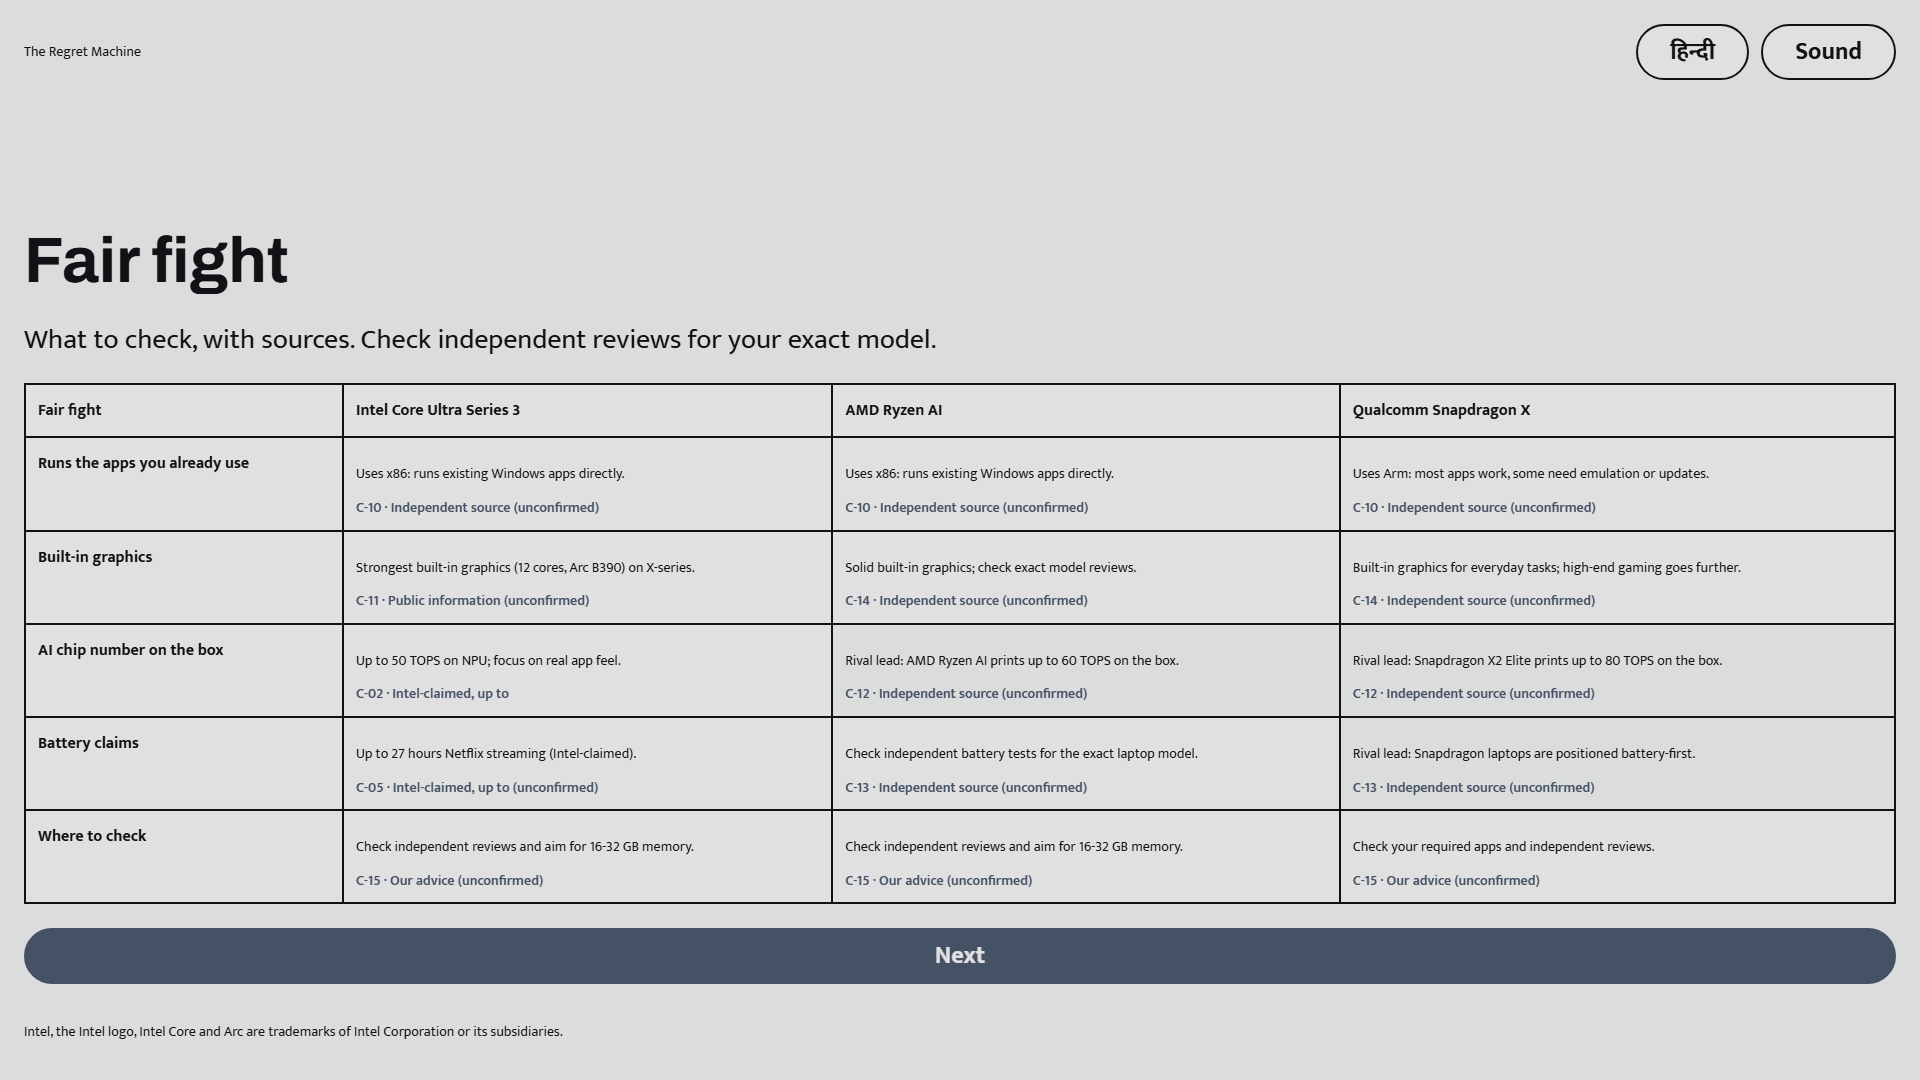 The Regret Machine
हिन्दी
Sound
Fair fight
What to check, with sources. Check independent reviews for your exact model.
Fair fight
Intel Core Ultra Series 3
AMD Ryzen AI
Qualcomm Snapdragon X
Runs the apps you already use
Uses x86: runs existing Windows apps directly.
C-10 · Independent source (unconfirmed)
Uses x86: runs existing Windows apps directly.
C-10 · Independent source (unconfirmed)
Uses Arm: most apps work, some need emulation or updates.
C-10 · Independent source (unconfirmed)
Built-in graphics
Strongest built-in graphics (12 cores, Arc B390) on X-series.
C-11 · Public information (unconfirmed)
Solid built-in graphics; check exact model reviews.
C-14 · Independent source (unconfirmed)
Built-in graphics for everyday tasks; high-end gaming goes further.
C-14 · Independent source (unconfirmed)
AI chip number on the box
Up to 50 TOPS on NPU; focus on real app feel.
C-02 · Intel-claimed, up to
Rival lead: AMD Ryzen AI prints up to 60 TOPS on the box.
C-12 · Independent source (unconfirmed)
Rival lead: Snapdragon X2 Elite prints up to 80 TOPS on the box.
C-12 · Independent source (unconfirmed)
Battery claims
Up to 27 hours Netflix streaming (Intel-claimed).
C-05 · Intel-claimed, up to (unconfirmed)
Check independent battery tests for the exact laptop model.
C-13 · Independent source (unconfirmed)
Rival lead: Snapdragon laptops are positioned battery-first.
C-13 · Independent source (unconfirmed)
Where to check
Check independent reviews and aim for 16-32 GB memory.
C-15 · Our advice (unconfirmed)
Check independent reviews and aim for 16-32 GB memory.
C-15 · Our advice (unconfirmed)
Check your required apps and independent reviews.
C-15 · Our advice (unconfirmed)
Next
Intel, the Intel logo, Intel Core and Arc are trademarks of Intel Corporation or its subsidiaries.